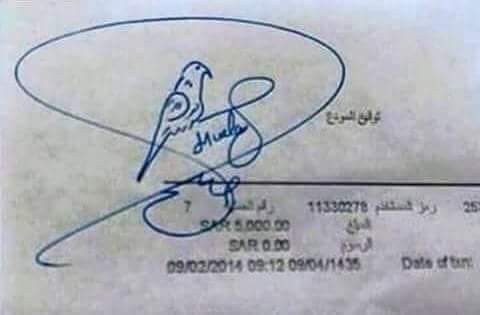 توقيع المودع
7 رمز المستخدم 11330278 رقم
SAR 5,000.00 المبلغ
SAR 0.00 الرسوم
09/02/2014 09:12 09/04/1435 Date of